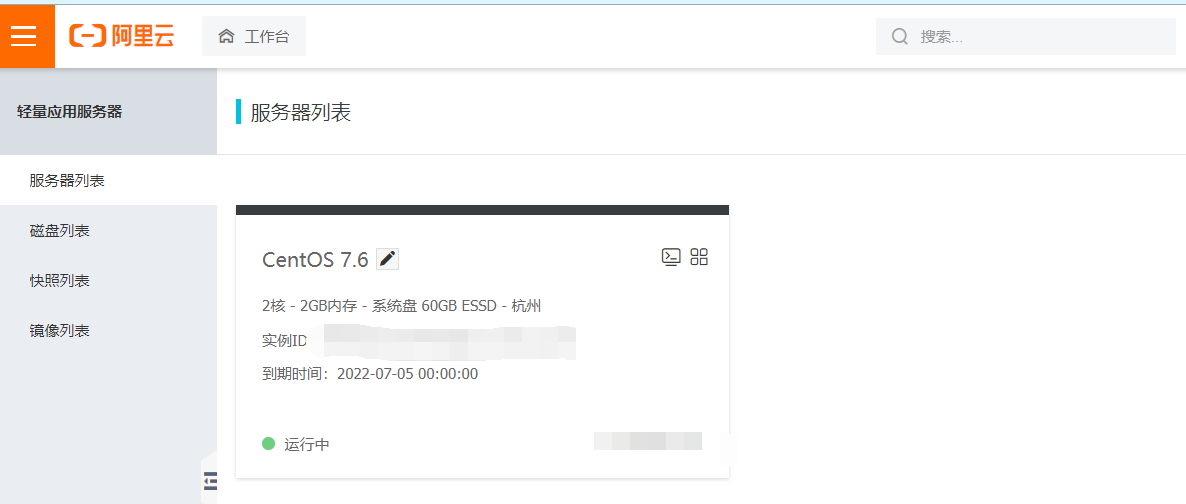 阿里云
工作台
搜索...
轻量应用服务器
服务器列表
磁盘列表
快照列表
镜像列表
服务器列表
CentOS 7.6
2核 - 2GB内存 - 系统盘 60GB ESSD - 杭州
实例ID
到期时间：2022-07-05 00:00:00
运行中